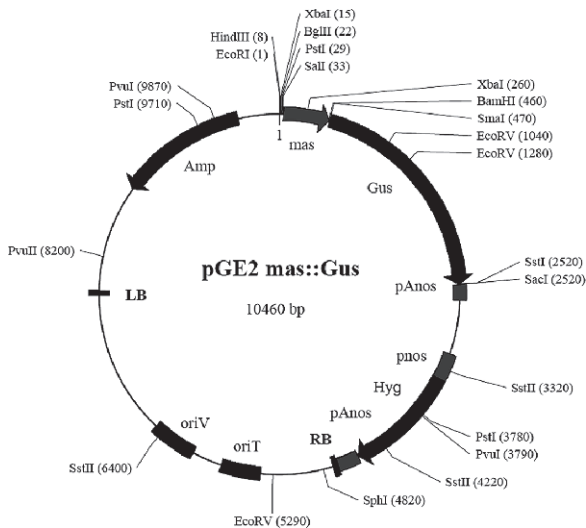 XbaI (15)
BglII (22)
HindIII (8)
PstI (29)
EcoRI (1)
SalI (33)
PvuI (9870)
PstI (9710)
XbaI (260)
BamHI (460)
SmaI (470)
EcoRV (1040)
EcoRV (1280)
1
mas
Amp
Gus
PvuII (8200)
pGE2 mas::Gus
10460 bp
LB
SstI (2520)
SacI (2520)
pAnos
pnos
SstII (3320)
Hyg
pAnos
PstI (3780)
PvuI (3790)
RB
oriV
oriT
SstII (6400)
SstII (4220)
SphI (4820)
EcoRV (5290)